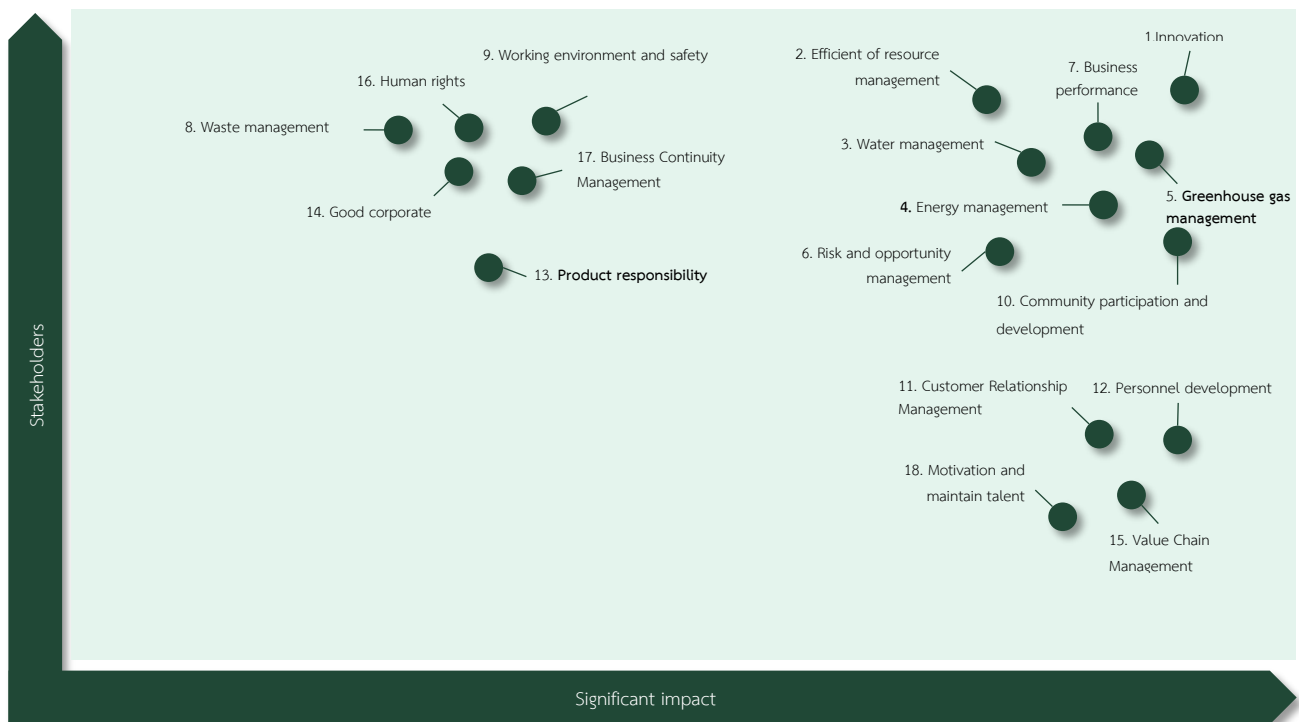 1.Innovation
2. Efficient of resource
management
9. Working environment and safety
7. Business
performance
16. Human rights
8. Waste management
3. Water management
17. Business Continuity
Management
5. Greenhouse gas
management
14. Good corporate
4. Energy management
6. Risk and opportunity
management
13. Product responsibility
10. Community participation and
development
Stakeholders
11. Customer Relationship
Management
12. Personnel development
18. Motivation and
maintain talent
15. Value Chain
Management
Significant impact